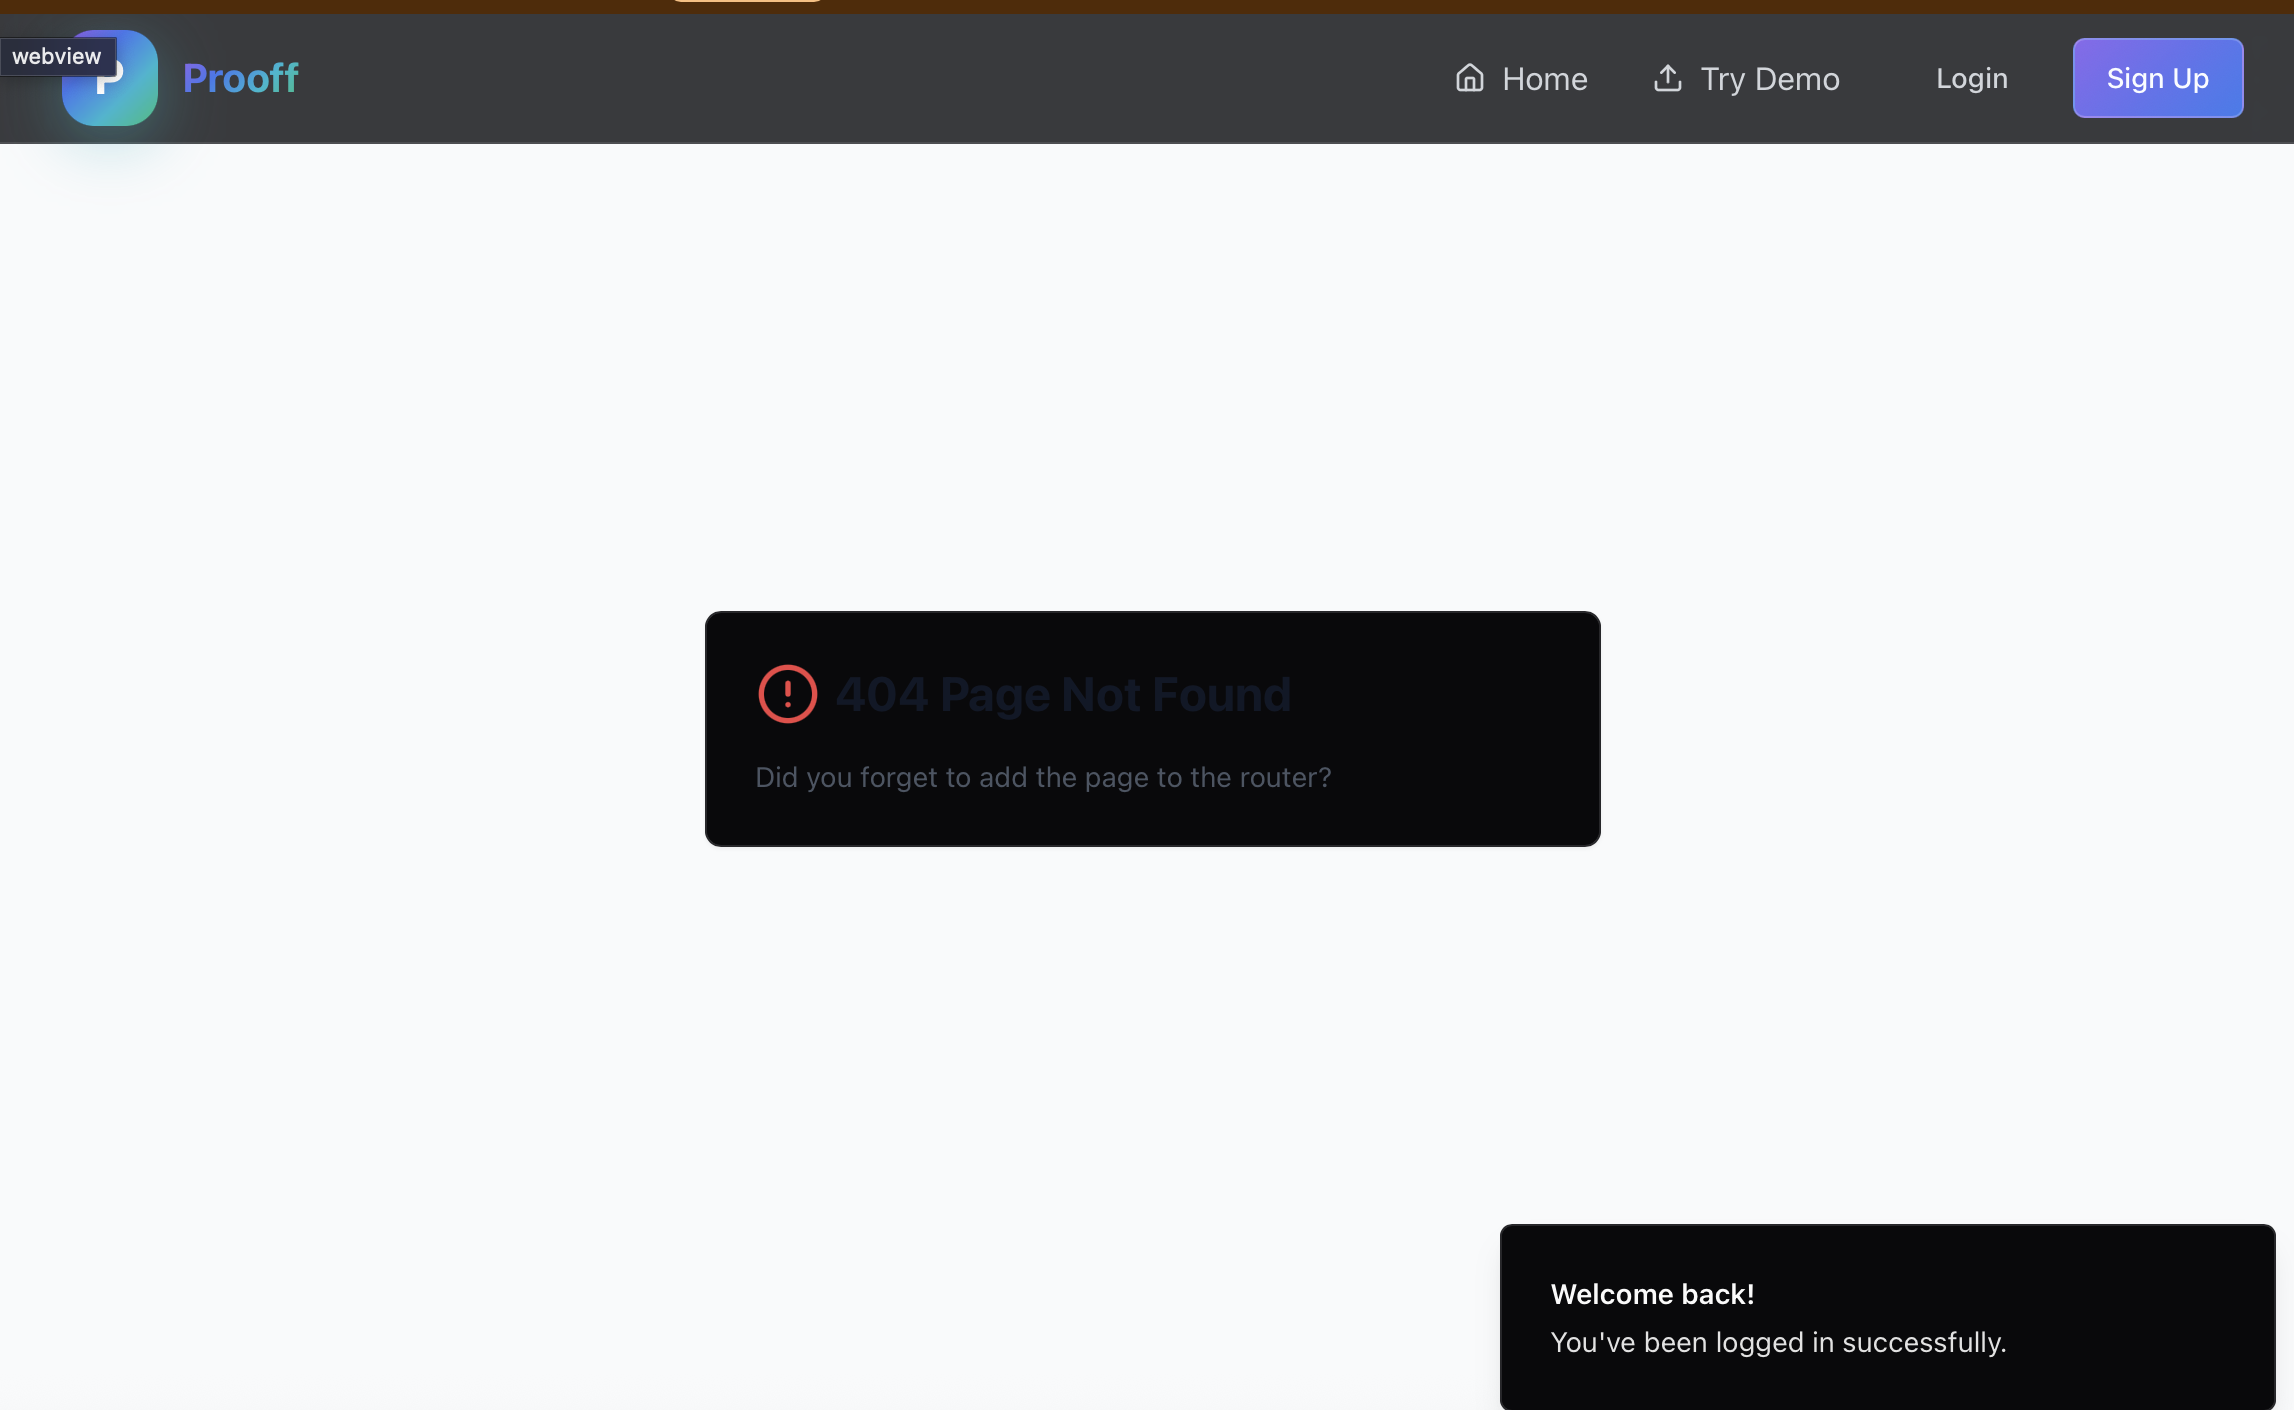 webview
P
Prooff
Home
Try Demo
Login
Sign Up
404 Page Not Found
Did you forget to add the page to the router?
Welcome back!
You've been logged in successfully.